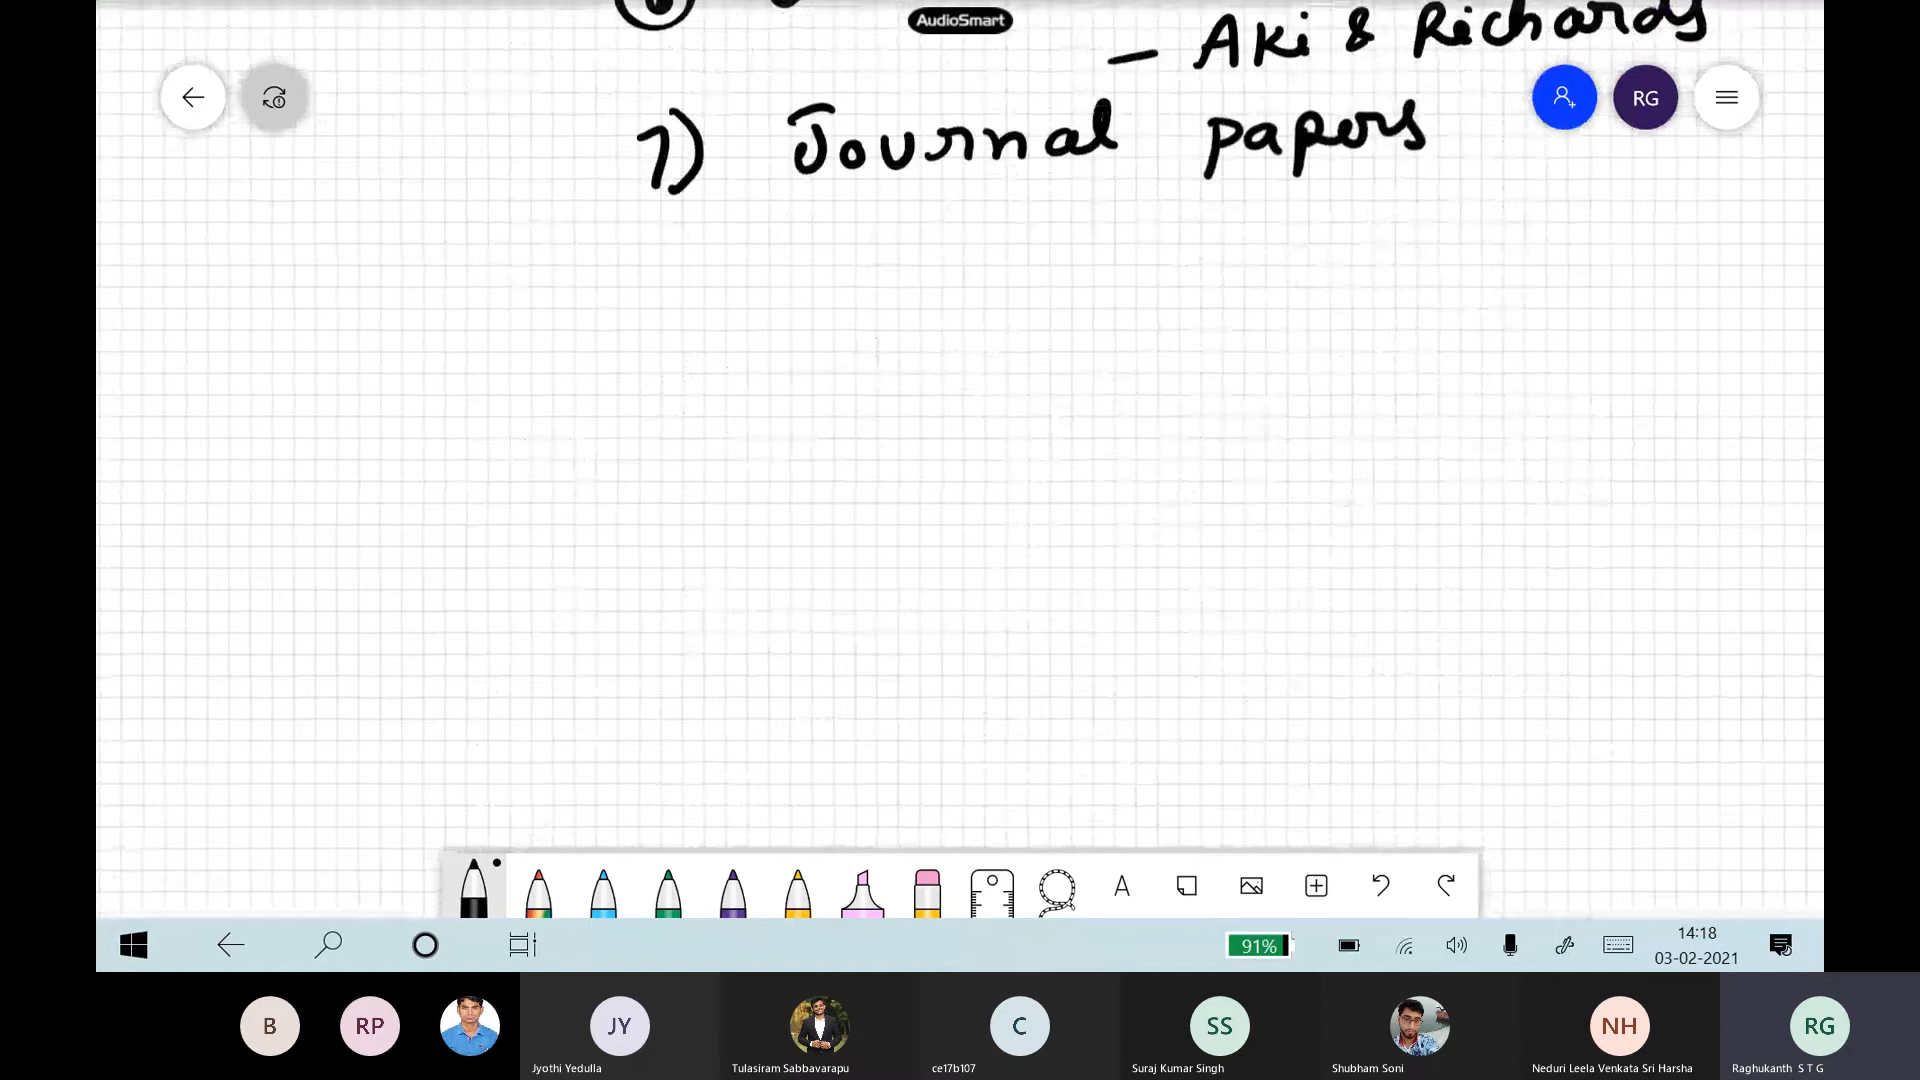 AudioSmart
- Aki & Richards
RG
7) Journal papers
A
91%
14:18
03-02-2021
B RP JY C SS NH RG
Jyothi Yedulla Tulasiram Sabbavarapu ce17b107 Suraj Kumar Singh Shubham Soni Neduri Leela Venkata Sri Harsha Raghukanth S T G